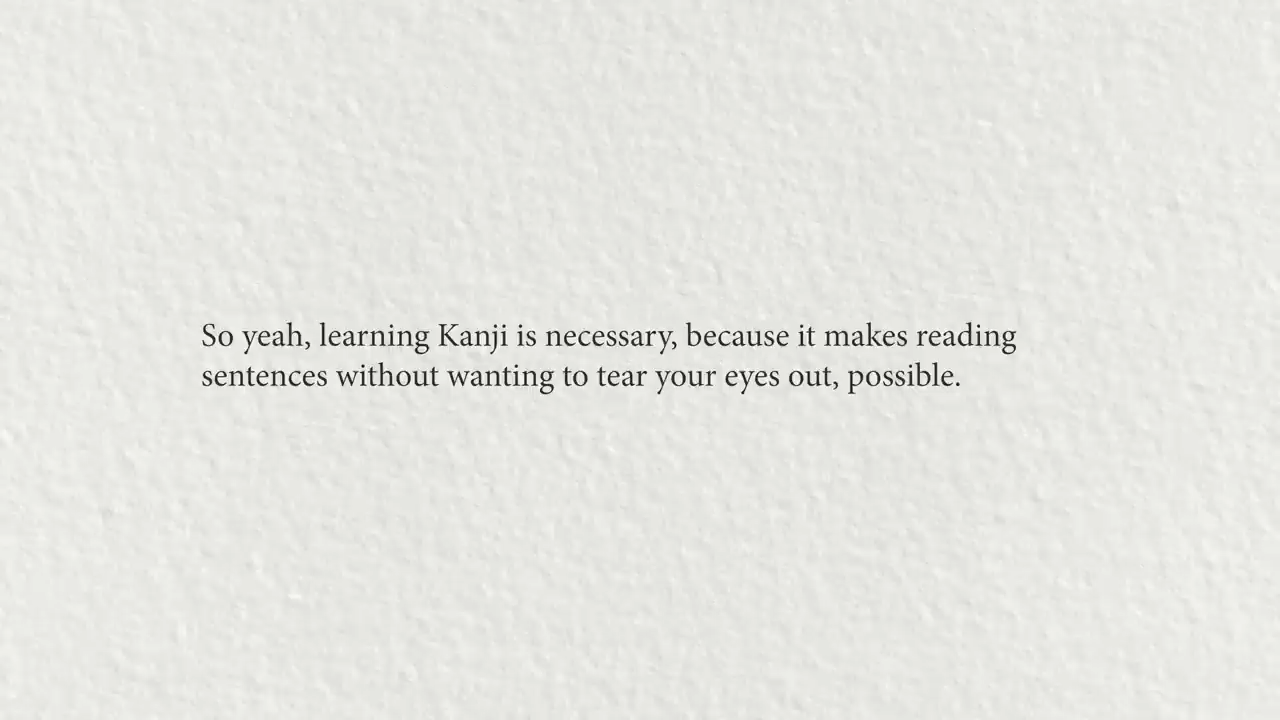 So yeah, learning Kanji is necessary, because it makes reading
sentences without wanting to tear your eyes out, possible.